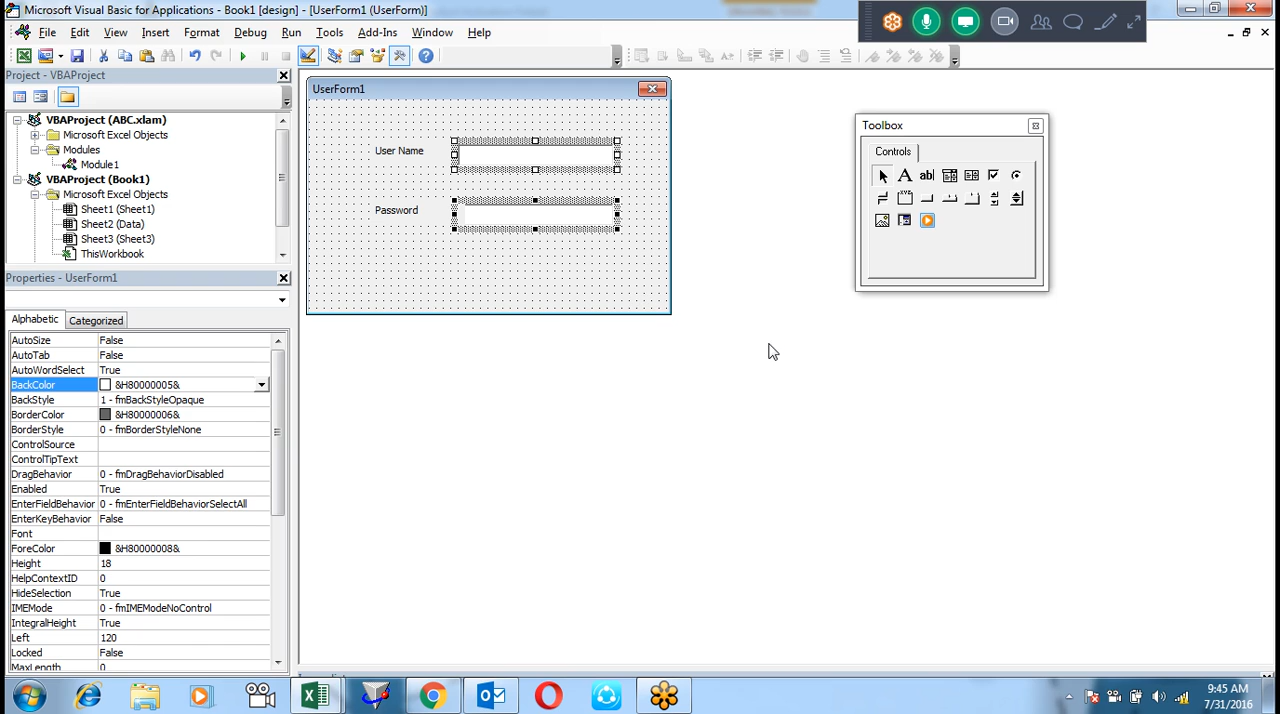 Microsoft Visual Basic for Applications - Book1 [design] - [UserForm1 (UserForm)]
File Edit View Insert Format Debug Run Tools Add-Ins Window Help
Project - VBAProject
VBAProject (ABC.xlam)
Microsoft Excel Objects
Modules
Module1
VBAProject (Book1)
Microsoft Excel Objects
Sheet1 (Sheet1)
Sheet2 (Data)
Sheet3 (Sheet3)
ThisWorkbook
Properties - UserForm1
Alphabetic Categorized
AutoSize False
AutoTab False
AutoWordSelect True
BackColor &H80000005&
BackStyle 1 - fmBackStyleOpaque
BorderColor &H80000006&
BorderStyle 0 - fmBorderStyleNone
ControlSource
ControlTipText
DragBehavior 0 - fmDragBehaviorDisabled
Enabled True
EnterFieldBehavior 0 - fmEnterFieldBehaviorSelectAll
EnterKeyBehavior False
Font
ForeColor &H80000008&
Height 18
HelpContextID 0
HideSelection True
IMEMode 0 - fmIMEModeNoControl
IntegralHeight True
Left 120
Locked False
MaxLength 0
UserForm1
User Name
Password
Toolbox
Controls
A abl
9:45 AM
7/31/2016